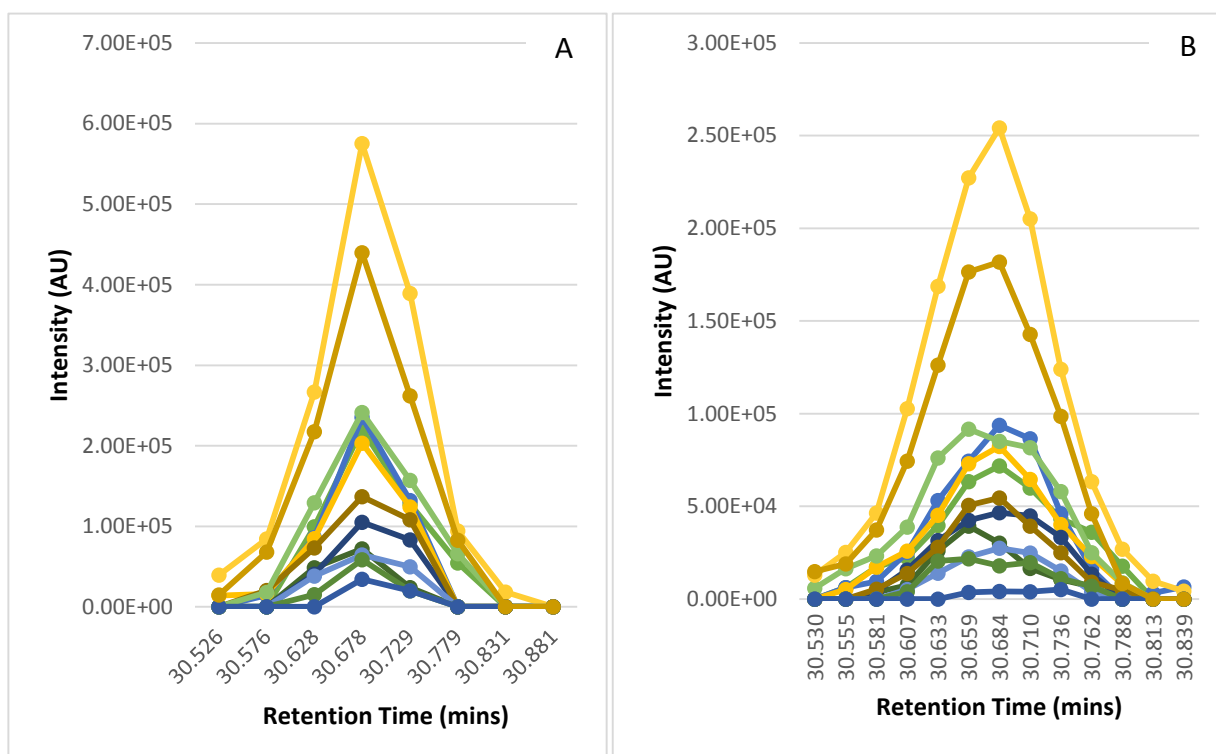 A
7.00E+05
6.00E+05
5.00E+05
4.00E+05
3.00E+05
2.00E+05
1.00E+05
0.00E+00
Intensity (AU)
30.526
30.576
30.628
30.678
30.729
30.779
30.831
30.881
Retention Time (mins)
B
3.00E+05
2.50E+05
2.00E+05
1.50E+05
1.00E+05
5.00E+04
0.00E+00
Intensity (AU)
30.530
30.555
30.581
30.607
30.633
30.659
30.684
30.710
30.736
30.762
30.788
30.813
30.839
Retention Time (mins)